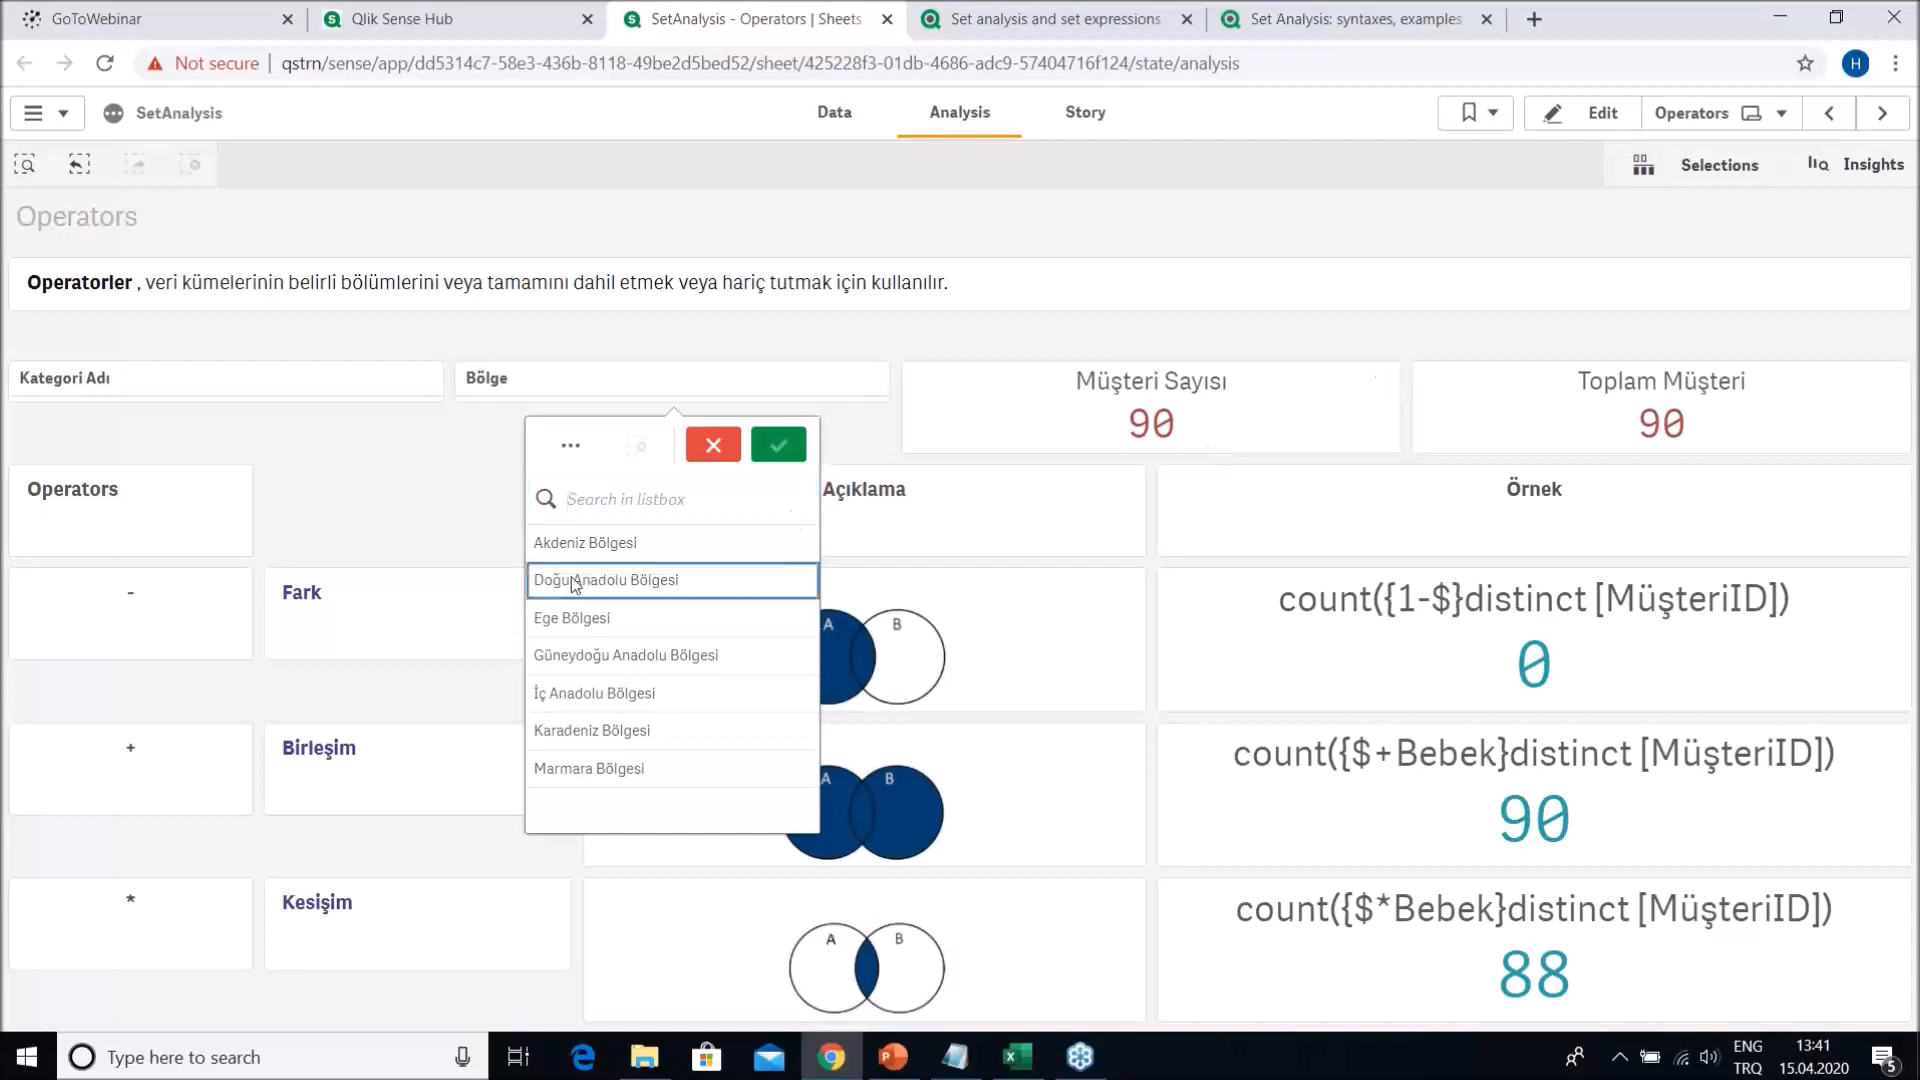 GoToWebinar
Qlik Sense Hub
SetAnalysis - Operators | Sheets
Set analysis and set expressions
Set Analysis: syntaxes, examples
Not secure
qstrn/sense/app/dd5314c7-58e3-436b-8118-49be2d5bed52/sheet/425228f3-01db-4686-adc9-57404716f124/state/analysis
H
SetAnalysis
Data
Analysis
Story
Edit
Operators
Selections
Insights
Operators
Operatorler , veri kümelerinin belirli bölümlerini veya tamamını dahil etmek veya hariç tutmak için kullanılır.
Kategori Adı
Bölge
Müşteri Sayısı
90
Toplam Müşteri
90
Search in listbox
Akdeniz Bölgesi
Doğu Anadolu Bölgesi
Ege Bölgesi
Güneydoğu Anadolu Bölgesi
İç Anadolu Bölgesi
Karadeniz Bölgesi
Marmara Bölgesi
Operators
Açıklama
Örnek
-
Fark
A B
count({1-$}distinct [MüşteriID])
0
+
Birleşim
A B
count({$+Bebek}distinct [MüşteriID])
90
*
Kesişim
A B
count({$*Bebek}distinct [MüşteriID])
88
Type here to search
ENG
TRQ
13:41
15.04.2020
5